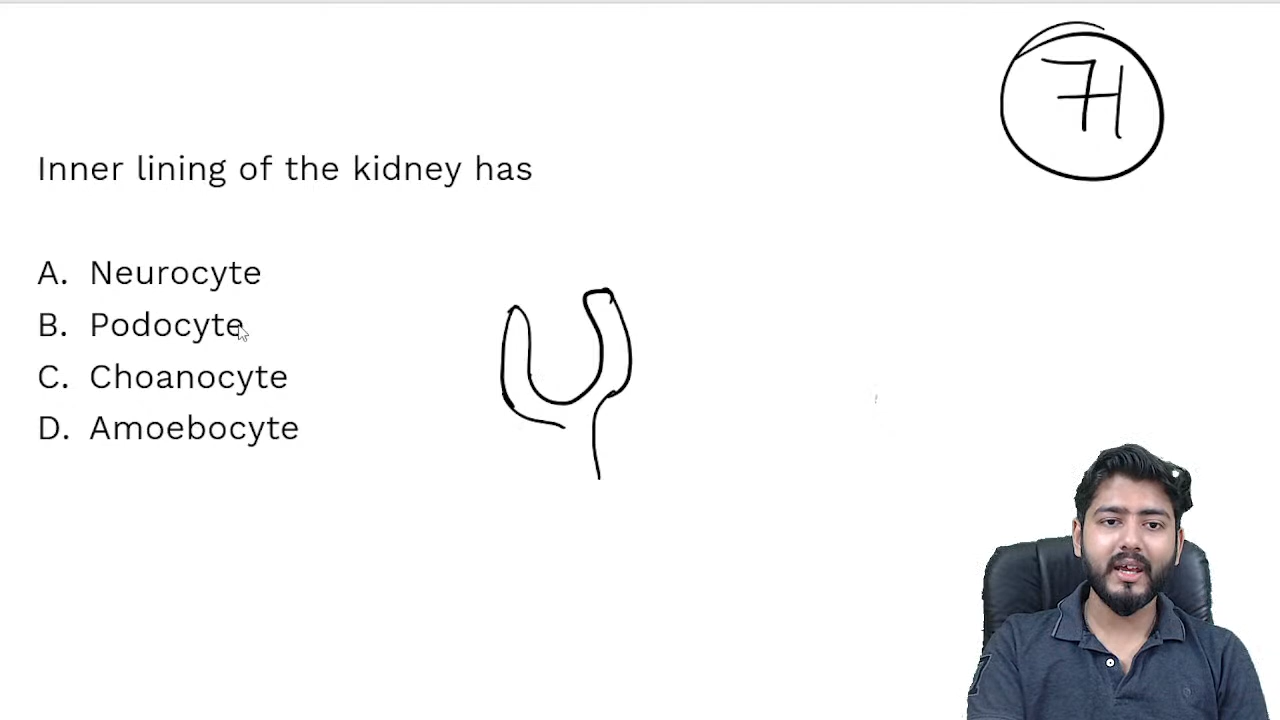 71
Inner lining of the kidney has
A. Neurocyte
B. Podocyte
C. Choanocyte
D. Amoebocyte